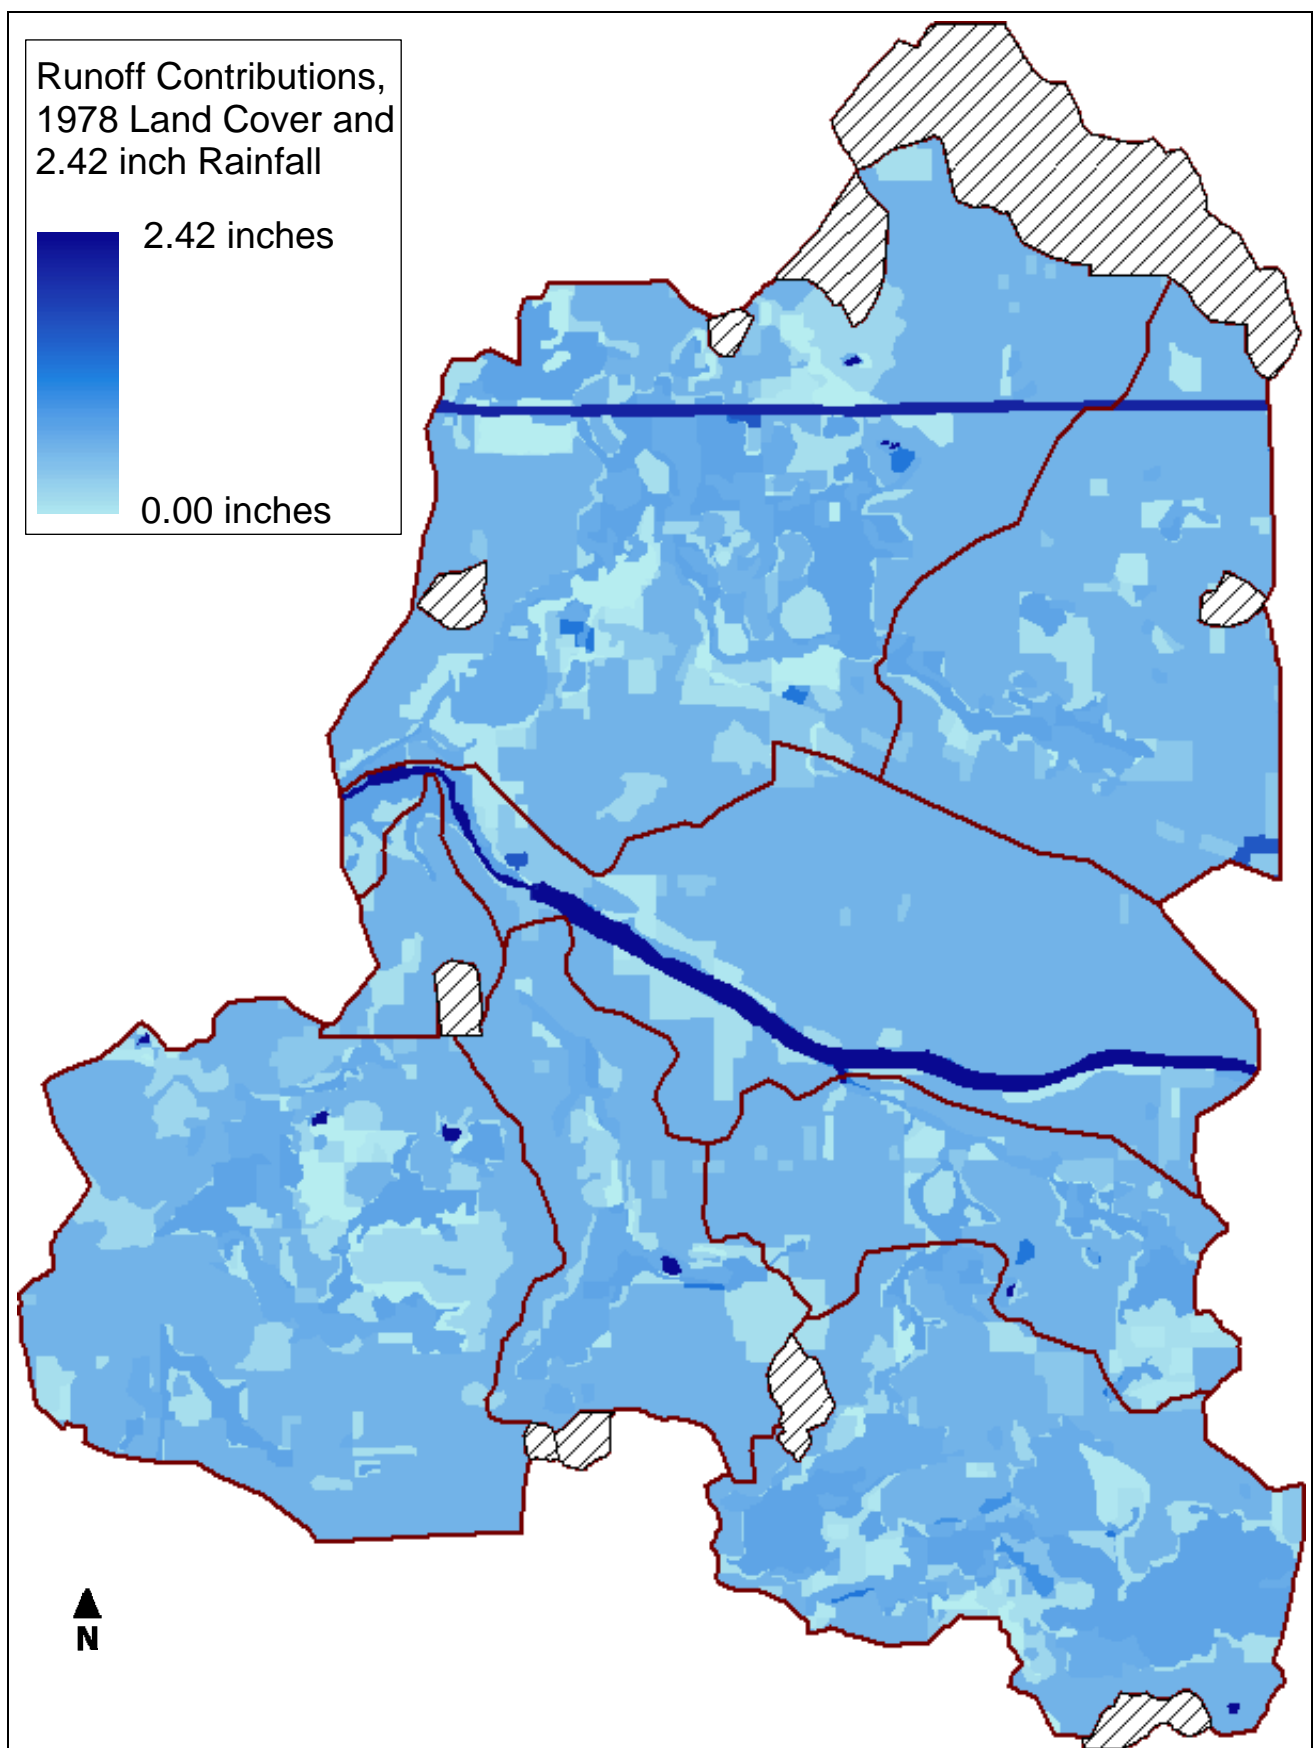 Runoff Contributions,
1978 Land Cover and
2.42 inch Rainfall
2.42 inches
0.00 inches
N